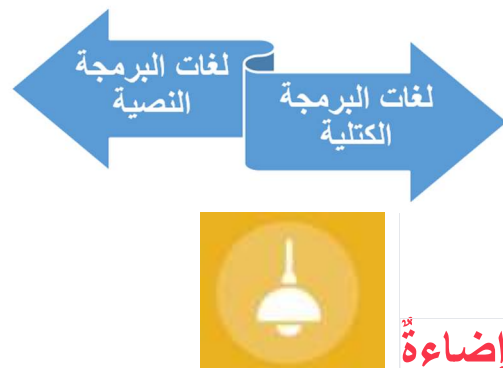 لغات البرمجة
الكتلية
لغات البرمجة
النصية
إضاءةٌ